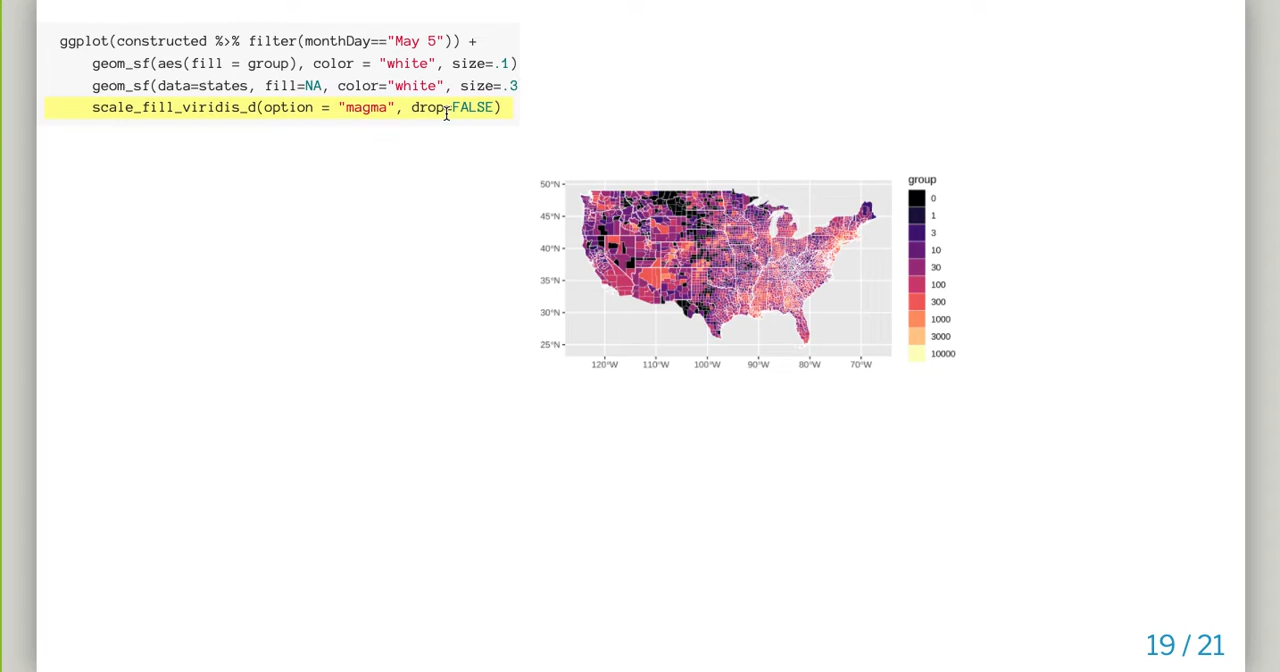 ggplot(constructed %>% filter(monthDay=="May 5")) +
geom_sf(aes(fill = group), color = "white", size=.1)
geom_sf(data=states, fill=NA, color="white", size=.3
scale_fill_viridis_d(option = "magma", drop=FALSE)
group
50°N
45°N
40°N
35°N
30°N
25°N
120°W 110°W 100°W 90°W 80°W 70°W
0
1
3
10
30
100
300
1000
3000
10000
19 / 21